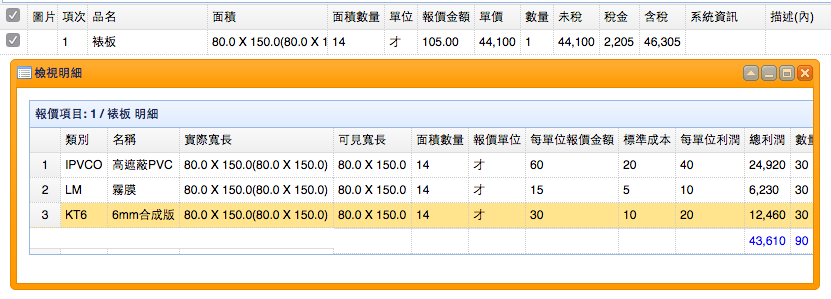 圖片 項次 品名 面積 面積數量 單位 報價金額 單價 數量 未稅 稅金 含稅 系統資訊 描述(內)
1 裱板 80.0 X 150.0(80.0 X 1 14 才 105.00 44,100 1 44,100 2,205 46,305
檢視明細
報價項目: 1 / 裱板 明細
類別 名稱 實際寬長 可見寬長 面積數量 報價單位 每單位報價金額 標準成本 每單位利潤 總利潤 數量
1 IPVCO 高遮蔽PVC 80.0 X 150.0(80.0 X 150.0) 80.0 X 150.0 14 才 60 20 40 24,920 30
2 LM 霧膜 80.0 X 150.0(80.0 X 150.0) 80.0 X 150.0 14 才 15 5 10 6,230 30
3 KT6 6mm合成版 80.0 X 150.0(80.0 X 150.0) 80.0 X 150.0 14 才 30 10 20 12,460 30
43,610 90